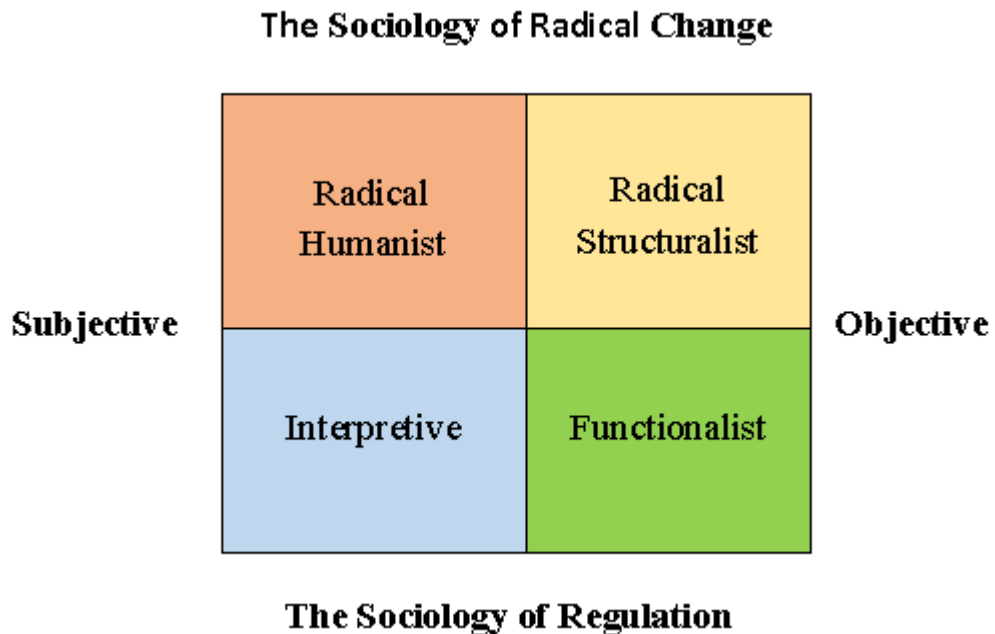 The Sociology of Radical Change
Radical
Humanist
Radical
Structuralist
Subjective
Objective
Interpretive
Functionalist
The Sociology of Regulation